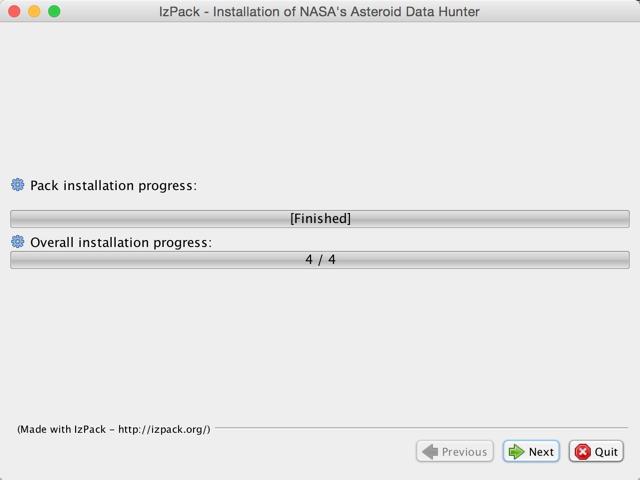 IzPack - Installation of NASA's Asteroid Data Hunter
Pack installation progress:
[Finished]
Overall installation progress:
4 / 4
(Made with IzPack - http://izpack.org/)
Previous
Next
Quit